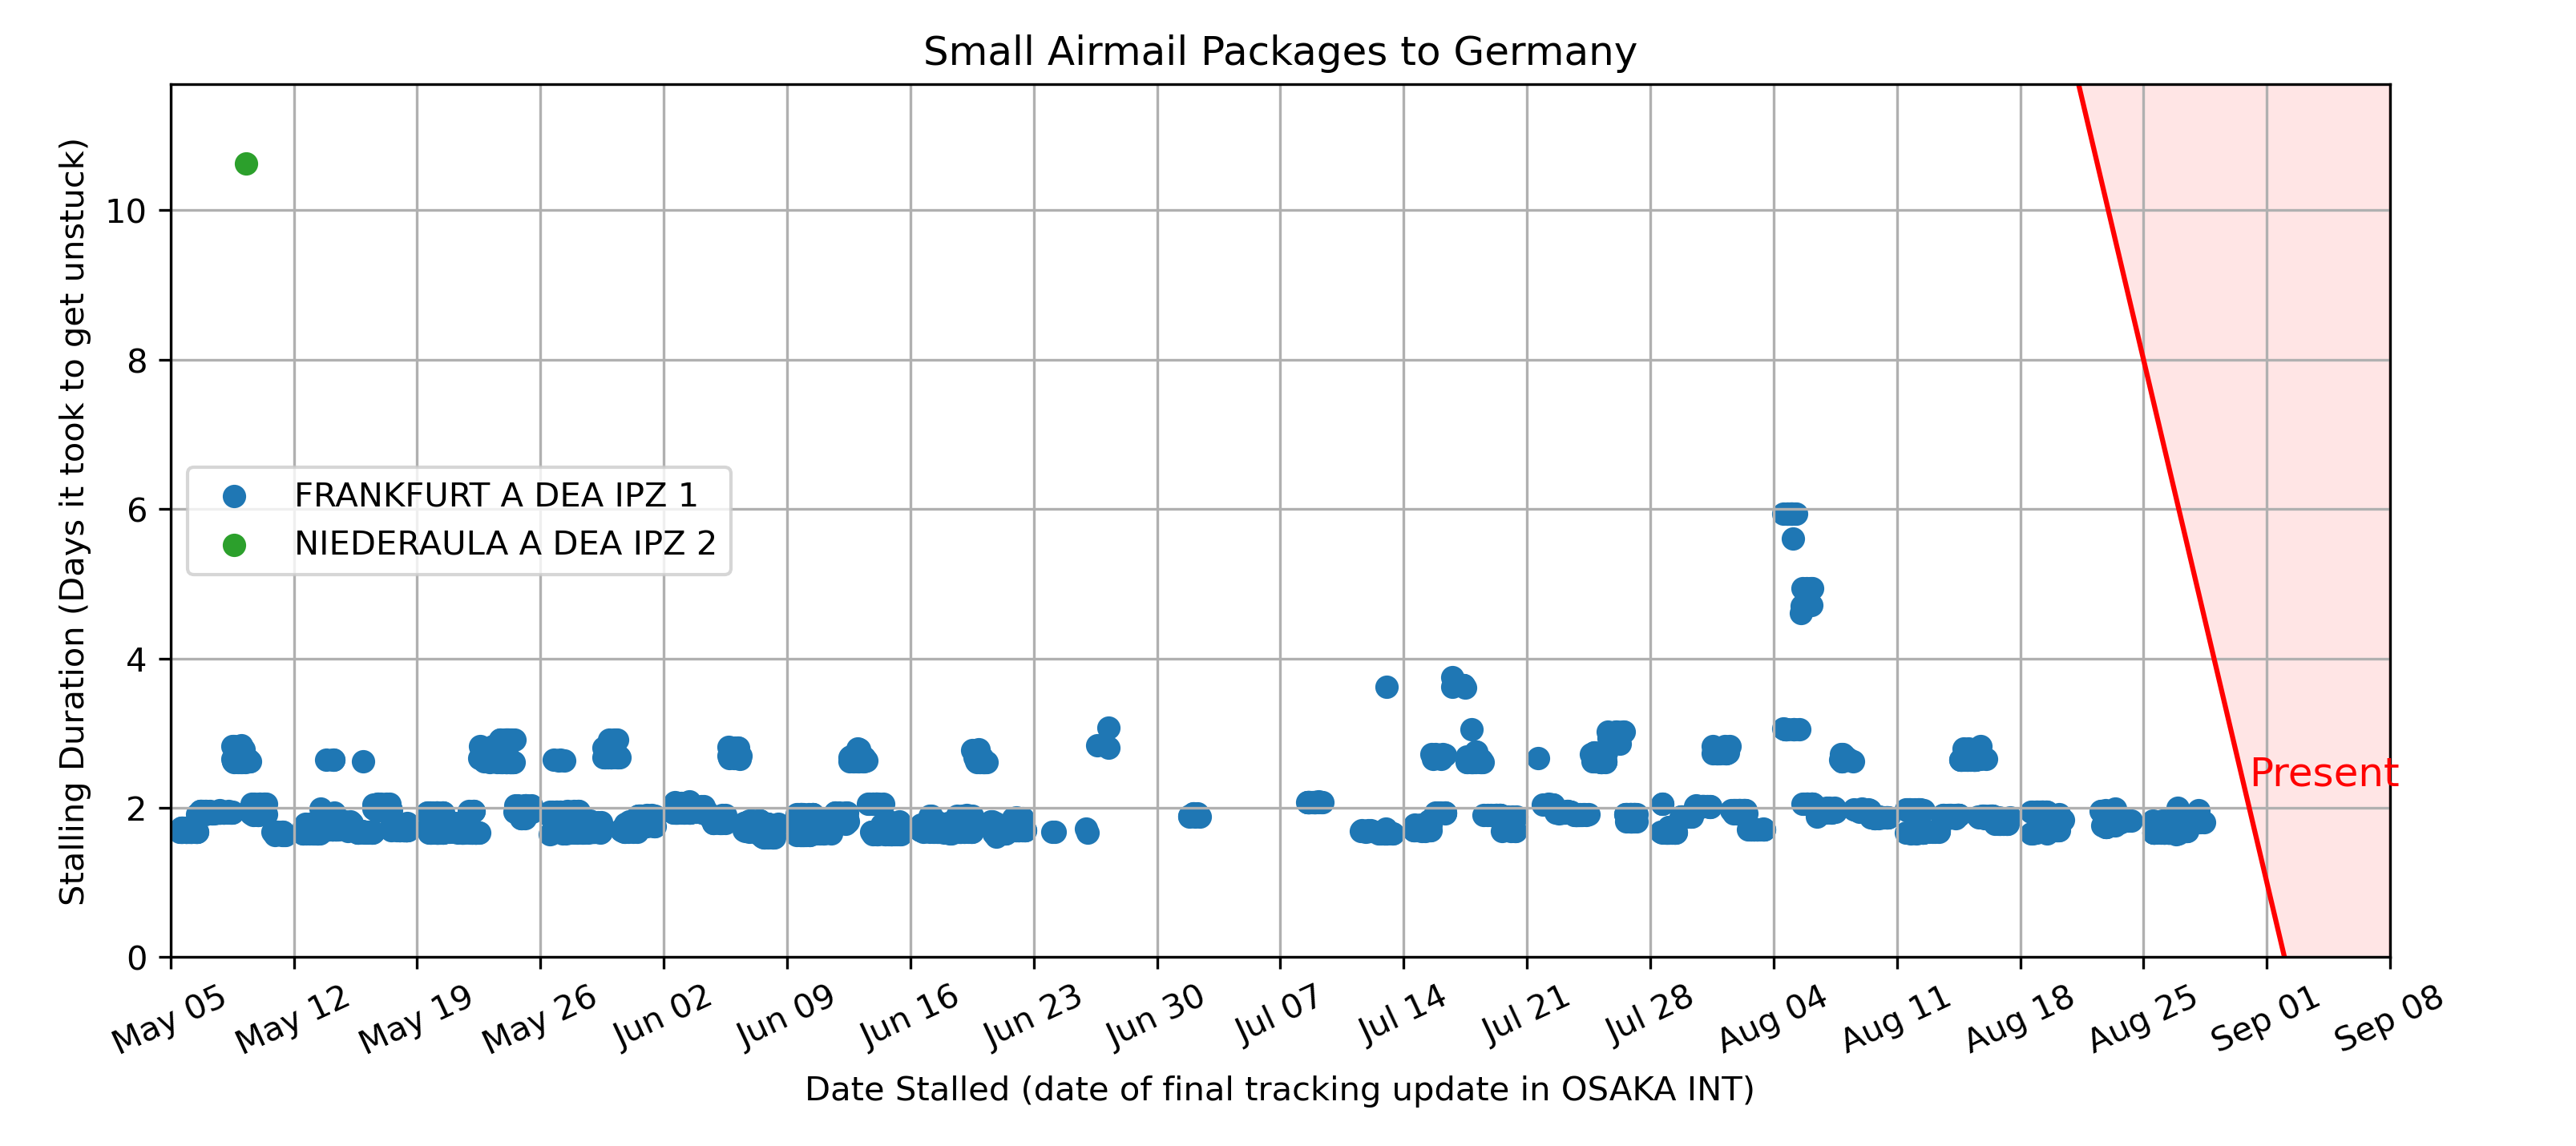 Small Airmail Packages to Germany
Stalling Duration (Days it took to get unstuck)
10
8
6
4
2
0
FRANKFURT A DEA IPZ 1
NIEDERAULA A DEA IPZ 2
Present
May 05
May 12
May 19
May 26
Jun 02
Jun 09
Jun 16
Jun 23
Jun 30
Jul 07
Jul 14
Jul 21
Jul 28
Aug 04
Aug 11
Aug 18
Aug 25
Sep 01
Sep 08
Date Stalled (date of final tracking update in OSAKA INT)